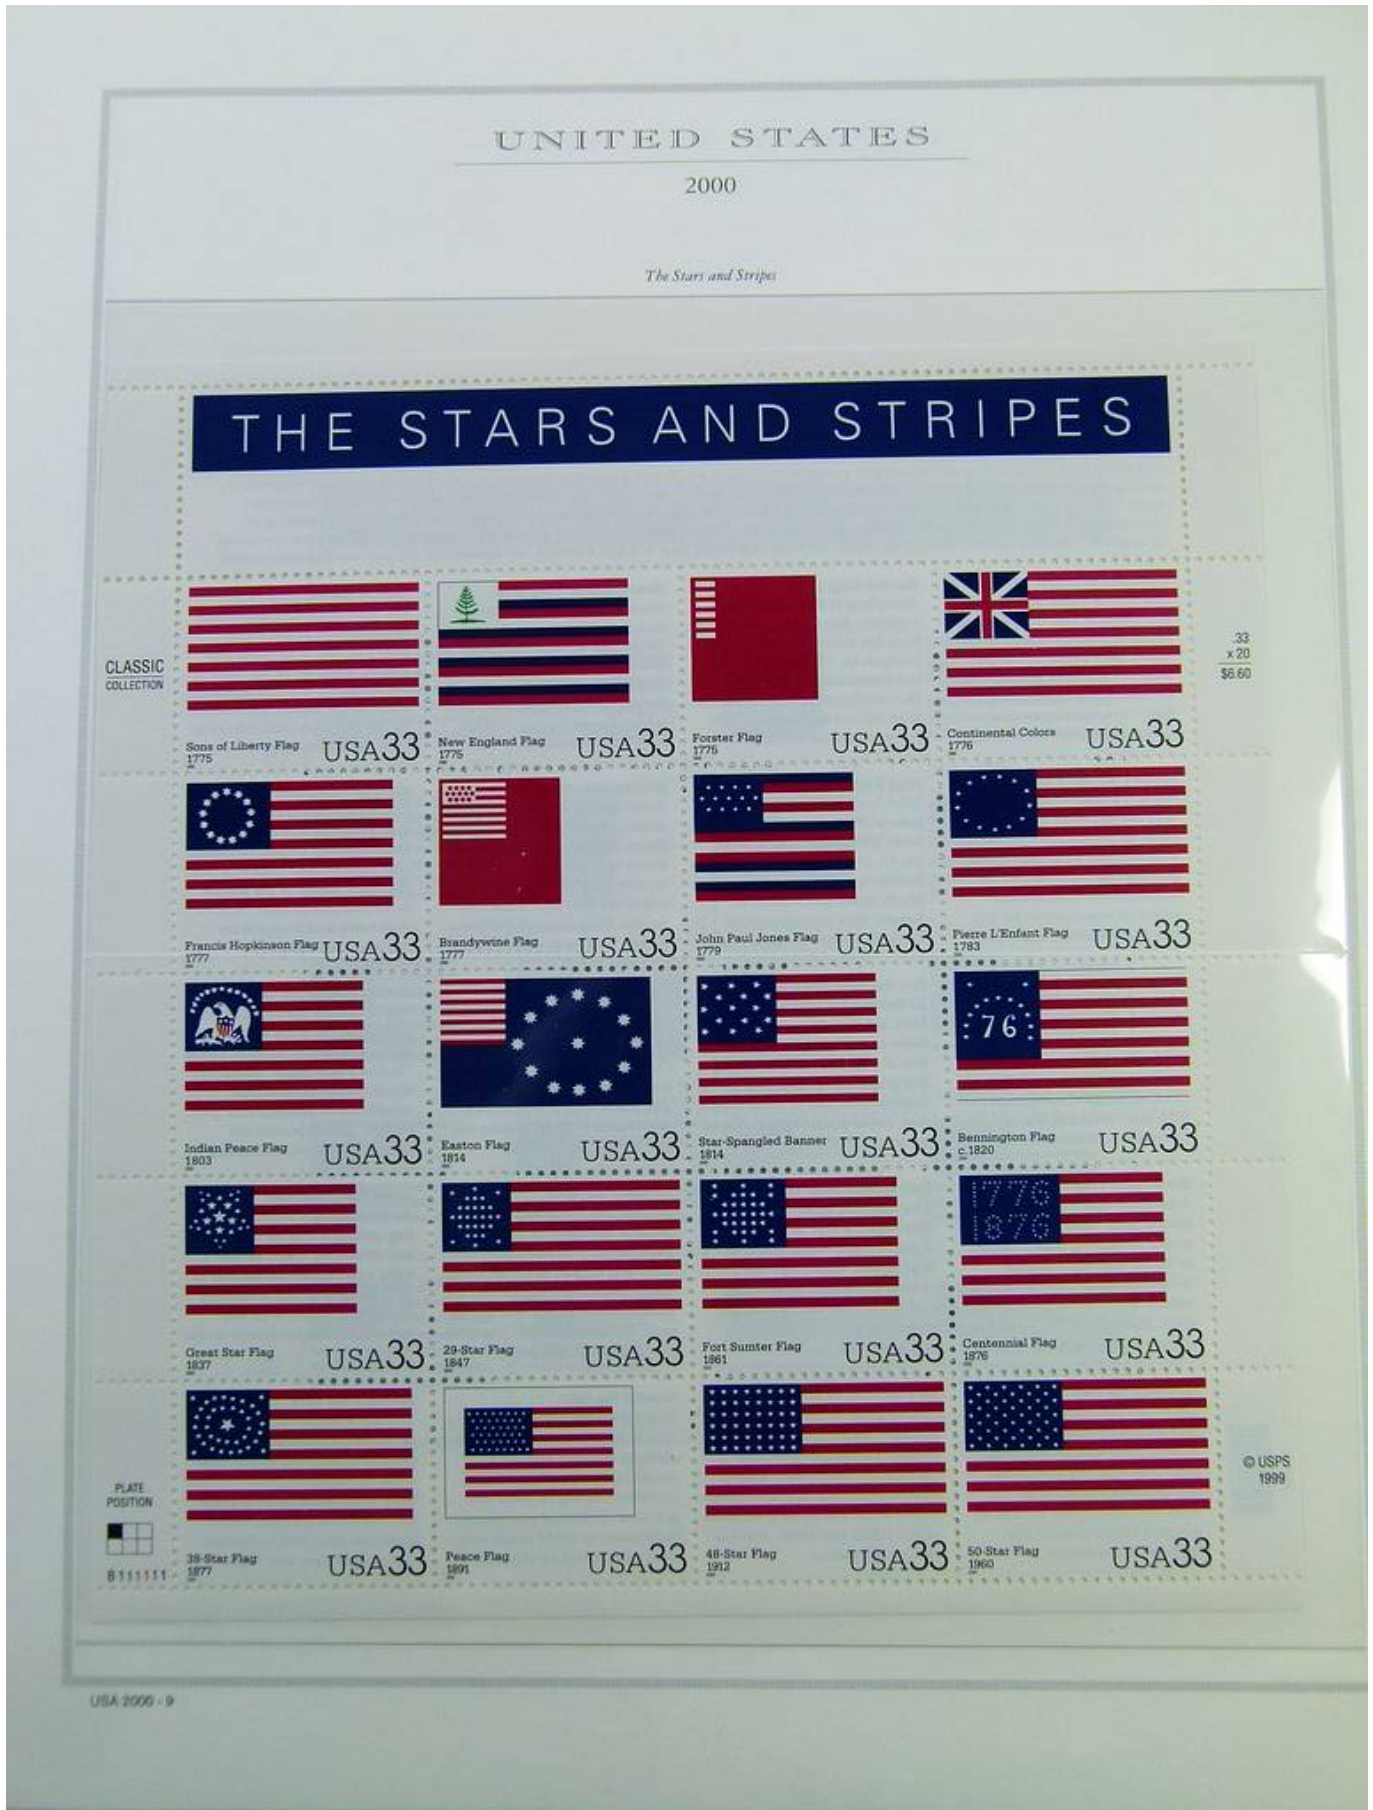 UNITED STATES
2000
The Stars and Stripes
THE STARS AND STRIPES
CLASSIC
COLLECTION
.33
x 20
$6.60
Sons of Liberty Flag
1775
USA33
New England Flag
1775
USA33
Forster Flag
1775
USA33
Continental Colors
1776
USA33
Francis Hopkinson Flag
1777
USA33
Brandywine Flag
1777
USA33
John Paul Jones Flag
1779
USA33
Pierre L'Enfant Flag
1783
USA33
Indian Peace Flag
1803
USA33
Easton Flag
1814
USA33
Star-Spangled Banner
1814
USA33
76
Bennington Flag
c.1820
USA33
Great Star Flag
1837
USA33
29-Star Flag
1847
USA33
Fort Sumter Flag
1861
USA33
1776
1876
Centennial Flag
1876
USA33
38-Star Flag
1877
USA33
Peace Flag
1891
USA33
48-Star Flag
1912
USA33
50-Star Flag
1960
USA33
PLATE
POSITION
B111111
© USPS
1999
USA 2000 - 9